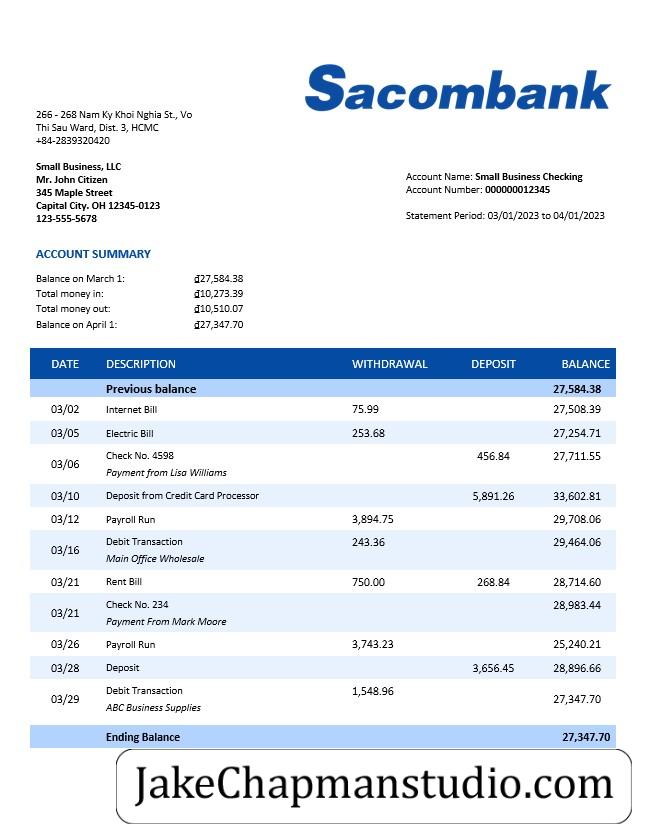 Sacombank
266 - 268 Nam Ky Khoi Nghia St., Vo
Thi Sau Ward, Dist. 3, HCMC
+84-2839320420
Small Business, LLC
Mr. John Citizen
345 Maple Street
Capital City. OH 12345-0123
123-555-5678
Account Name: Small Business Checking
Account Number: 000000012345
Statement Period: 03/01/2023 to 04/01/2023
ACCOUNT SUMMARY
Balance on March 1: ₫27,584.38
Total money in: ₫10,273.39
Total money out: ₫10,510.07
Balance on April 1: ₫27,347.70
DATE DESCRIPTION WITHDRAWAL DEPOSIT BALANCE
Previous balance 27,584.38
03/02 Internet Bill 75.99 27,508.39
03/05 Electric Bill 253.68 27,254.71
03/06 Check No. 4598 456.84 27,711.55
Payment from Lisa Williams
03/10 Deposit from Credit Card Processor 5,891.26 33,602.81
03/12 Payroll Run 3,894.75 29,708.06
03/16 Debit Transaction 243.36 29,464.06
Main Office Wholesale
03/21 Rent Bill 750.00 268.84 28,714.60
03/21 Check No. 234 28,983.44
Payment From Mark Moore
03/26 Payroll Run 3,743.23 25,240.21
03/28 Deposit 3,656.45 28,896.66
03/29 Debit Transaction 1,548.96 27,347.70
ABC Business Supplies
Ending Balance 27,347.70
JakeChapmanstudio.com